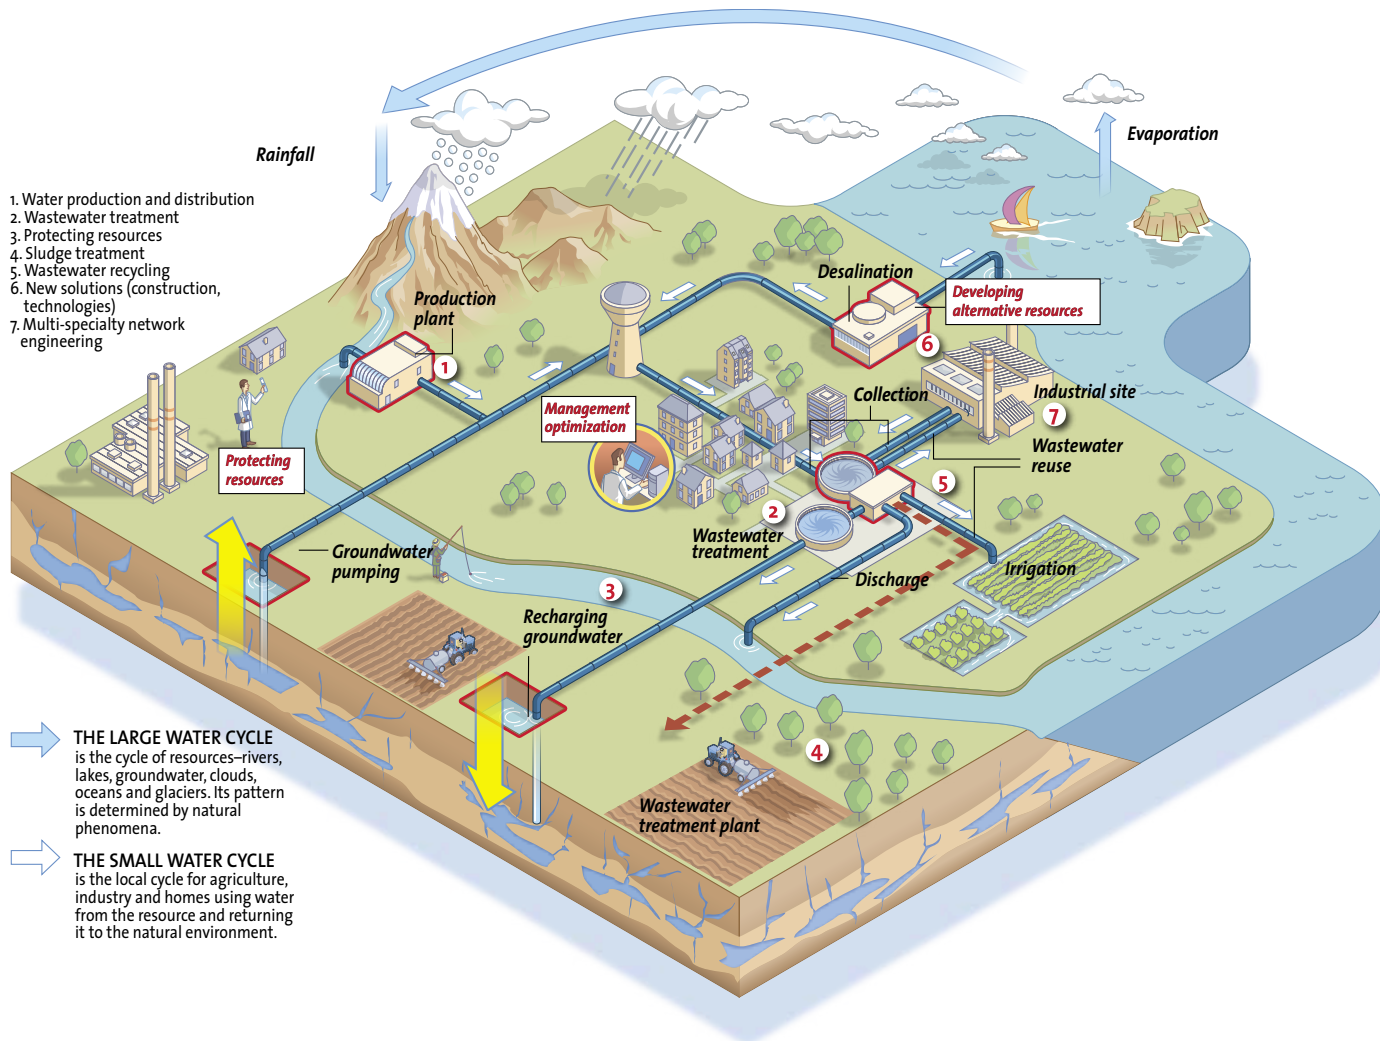 Rainfall
Evaporation
1. Water production and distribution
2. Wastewater treatment
3. Protecting resources
4. Sludge treatment
5. Wastewater recycling
6. New solutions (construction,
technologies)
7. Multi-specialty network
engineering
Production
plant
1
Desalination
Developing
alternative resources
6
Management
optimization
Collection
Industrial site
7
Wastewater
reuse
Protecting
resources
5
2
Wastewater
treatment
Groundwater
pumping
Irrigation
Discharge
3
Recharging
groundwater
4
Wastewater
treatment plant
THE LARGE WATER CYCLE
is the cycle of resources–rivers,
lakes, groundwater, clouds,
oceans and glaciers. Its pattern
is determined by natural
phenomena.
THE SMALL WATER CYCLE
is the local cycle for agriculture,
industry and homes using water
from the resource and returning
it to the natural environment.